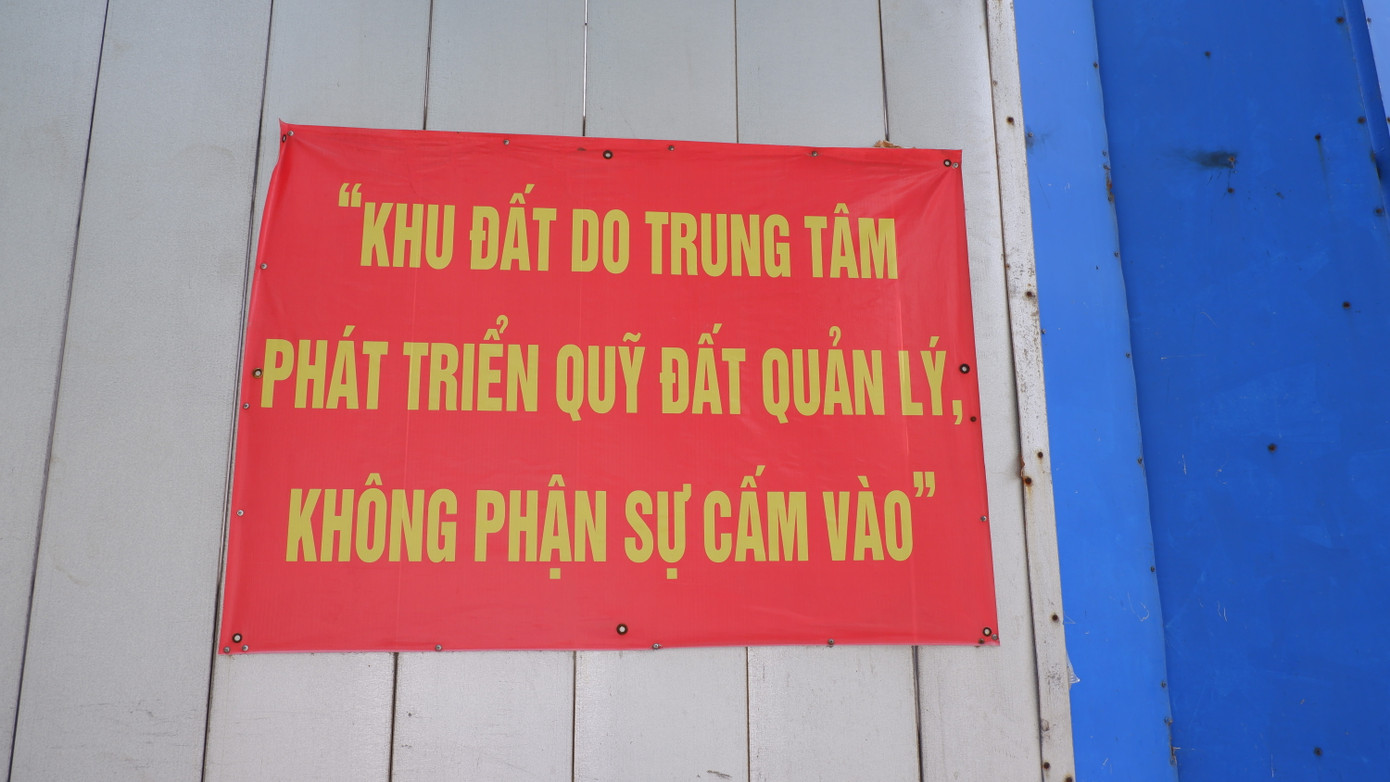 “KHU ĐẤT DO TRUNG TÂM
PHÁT TRIỂN QUỸ ĐẤT QUẢN LÝ,
KHÔNG PHẬN SỰ CẤM VÀO”